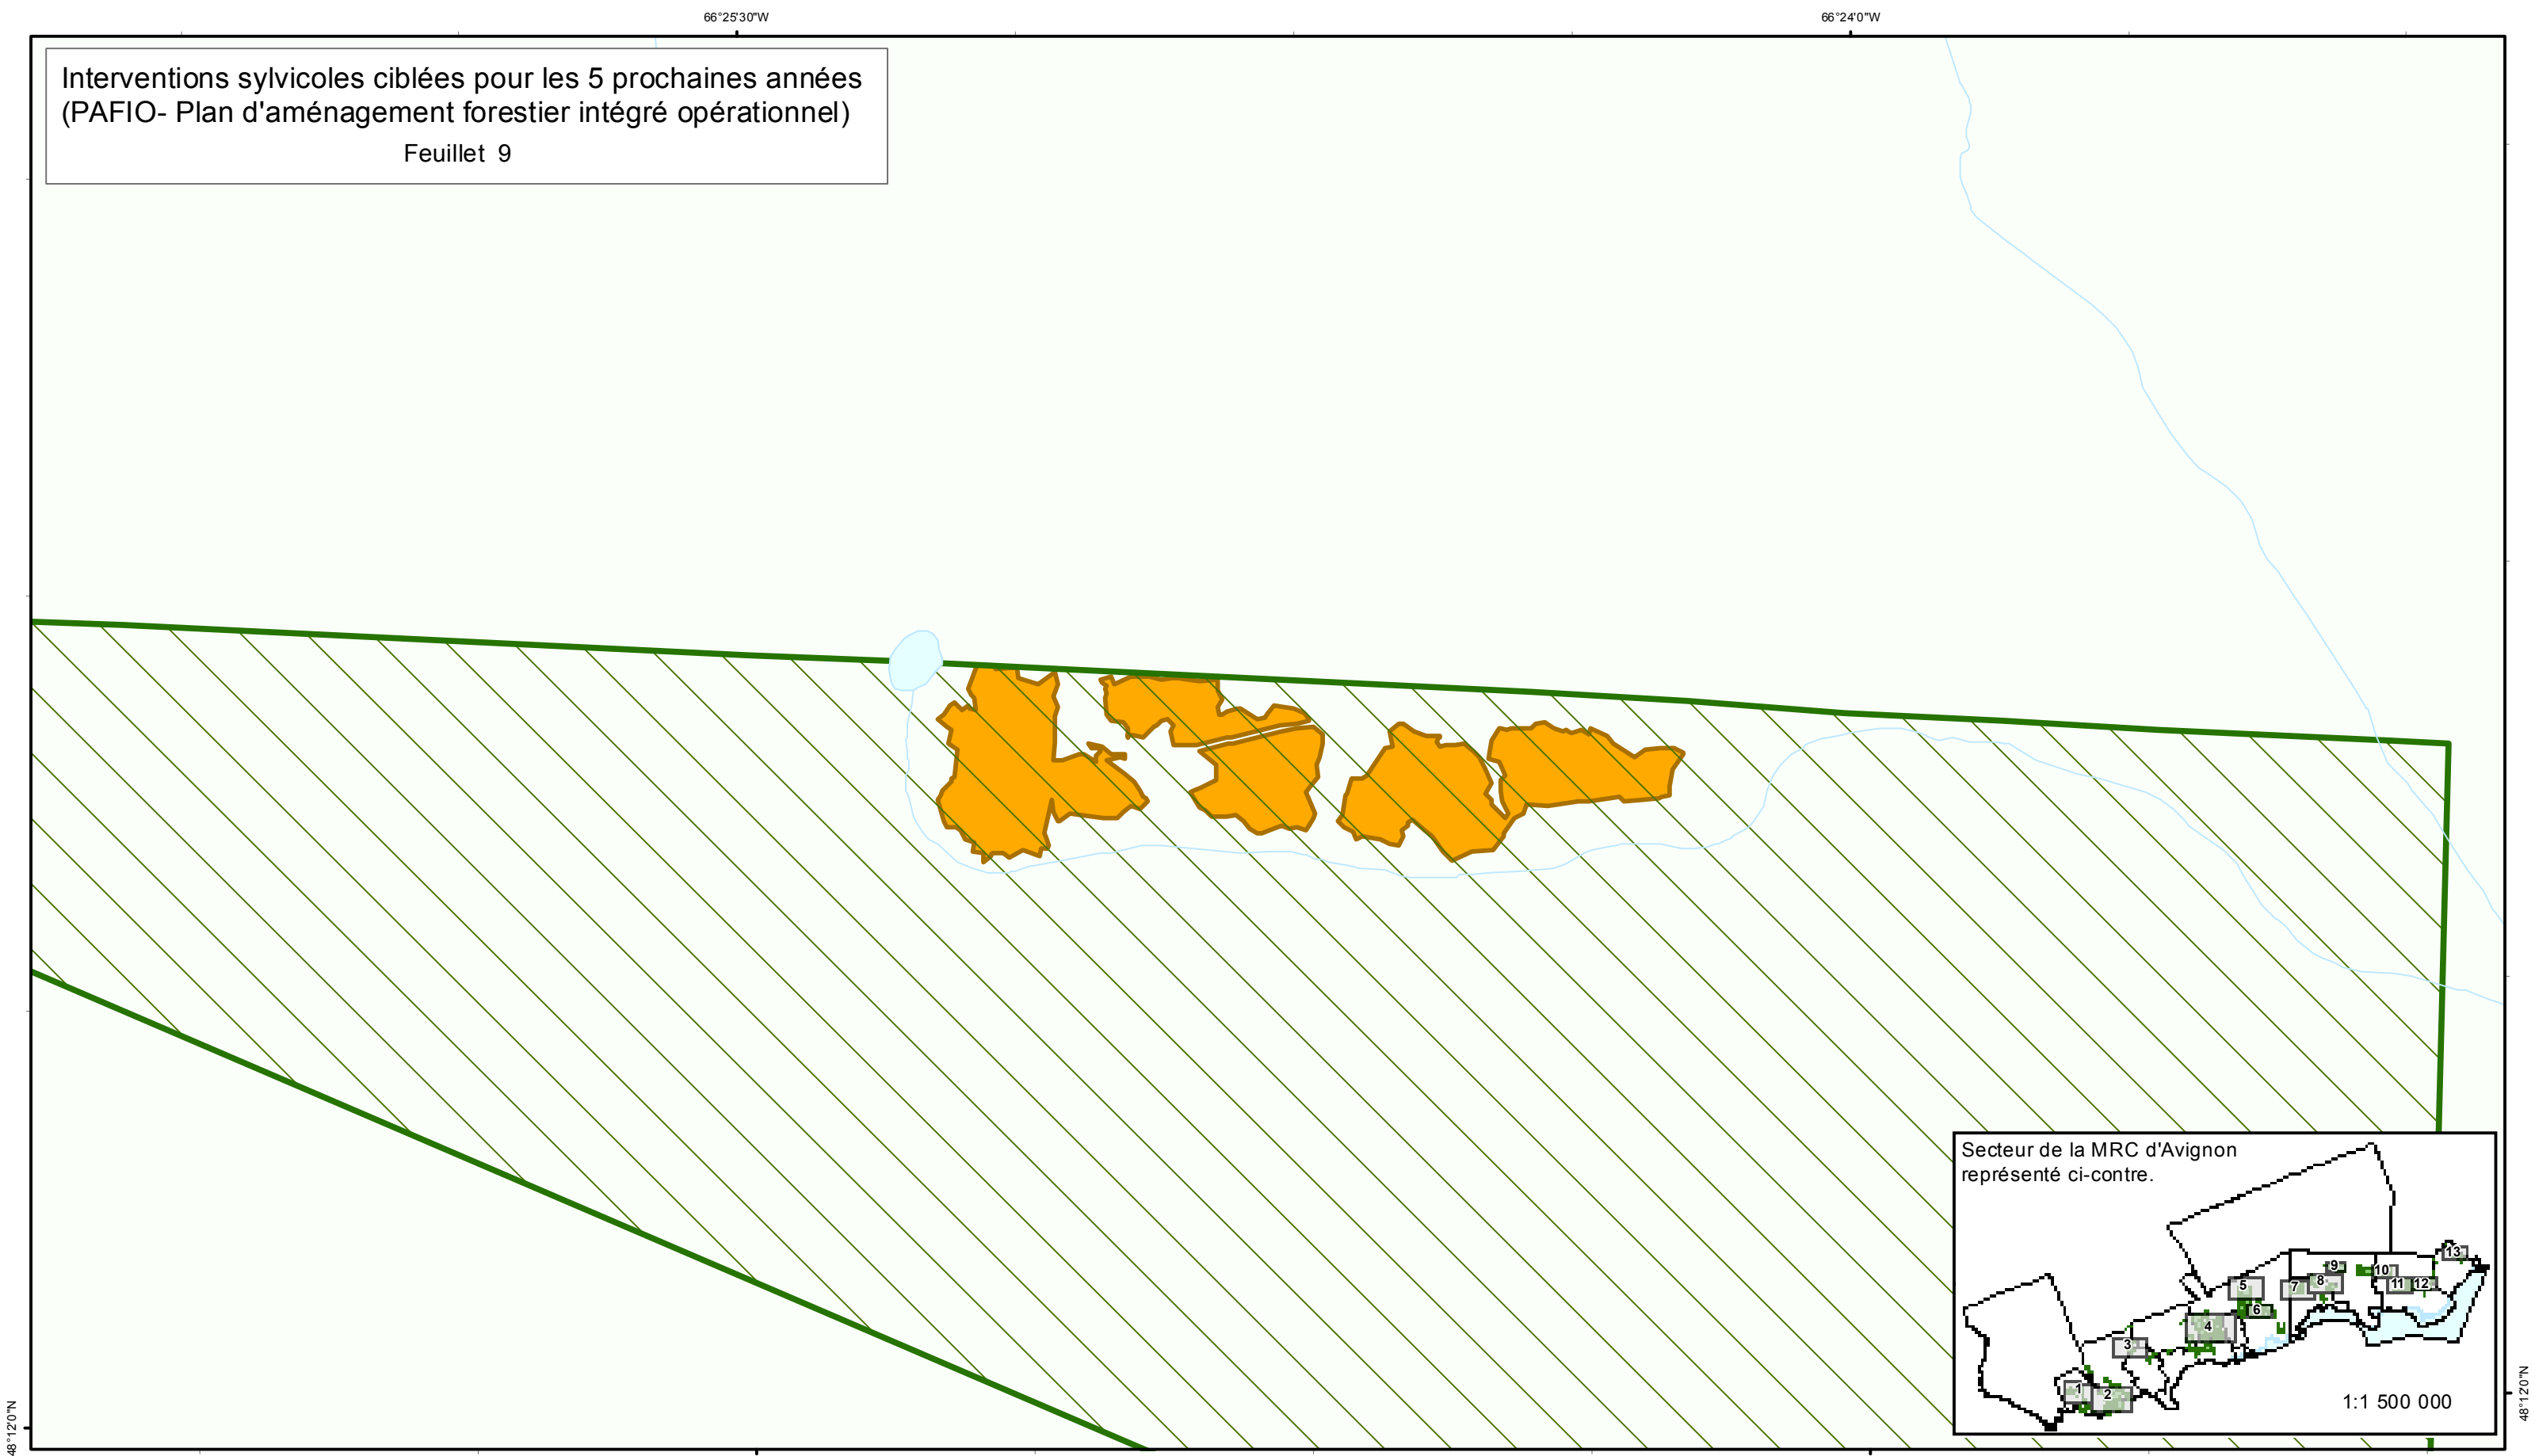 66°25'30"W
66°24'0"W
Interventions sylvicoles ciblées pour les 5 prochaines années
(PAFIO- Plan d'aménagement forestier intégré opérationnel)
Feuillet 9
Secteur de la MRC d'Avignon
représenté ci-contre.
13
9
10
5
7
8
11
12
6
4
3
1
2
1:1 500 000
48°12'0"N
48°12'0"N